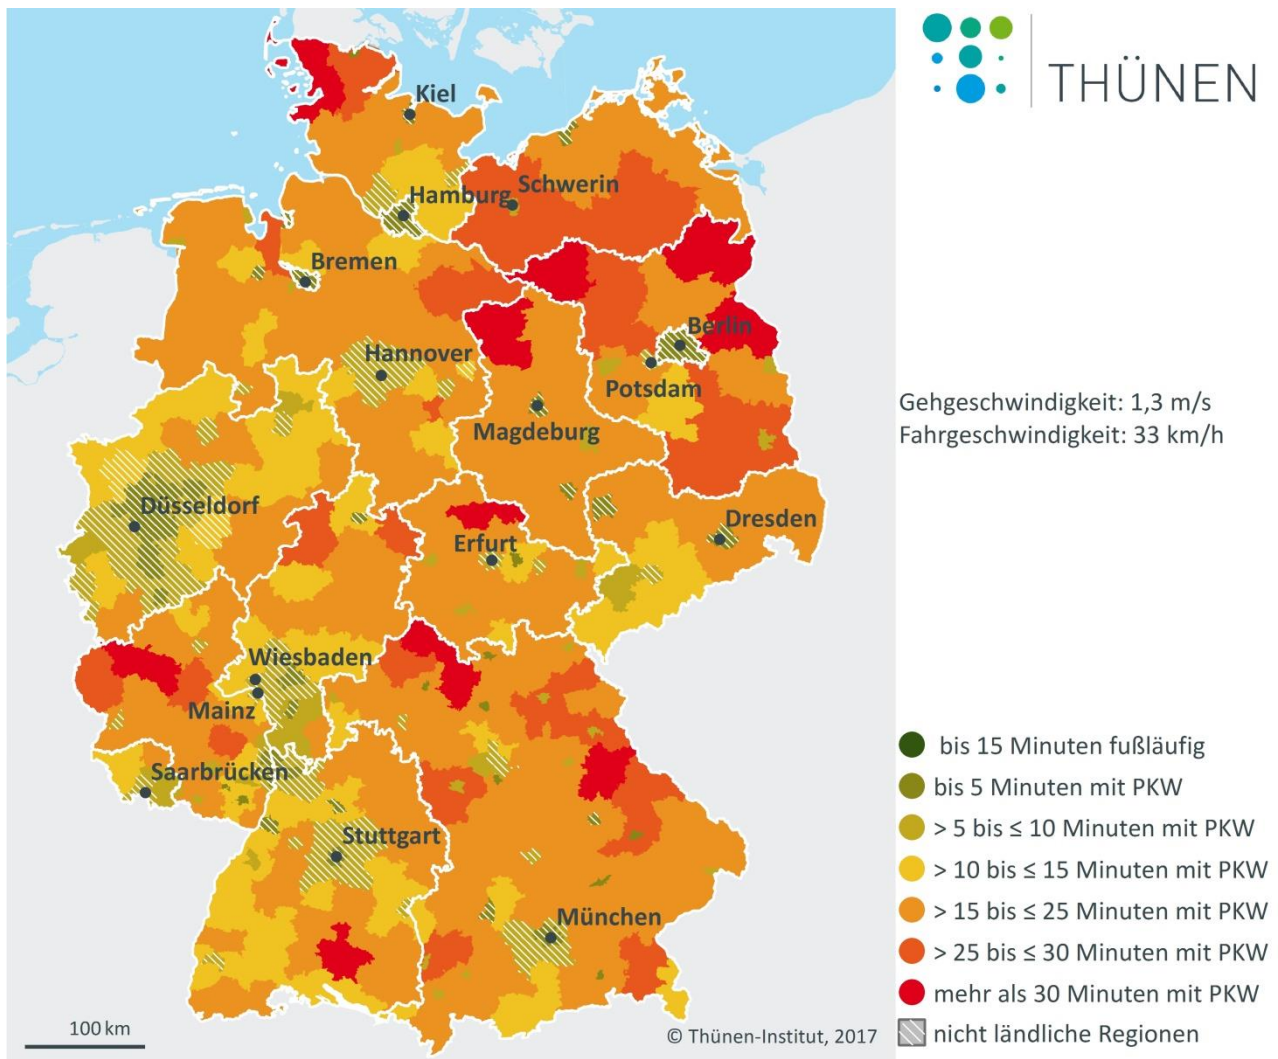 THÜNEN
Kiel
Hamburg
Schwerin
Bremen
Berlin
Hannover
Potsdam
Magdeburg
Düsseldorf
Dresden
Erfurt
Wiesbaden
Mainz
Saarbrücken
Stuttgart
München
Gehgeschwindigkeit: 1,3 m/s
Fahrgeschwindigkeit: 33 km/h
bis 15 Minuten fußläufig
bis 5 Minuten mit PKW
> 5 bis ≤ 10 Minuten mit PKW
> 10 bis ≤ 15 Minuten mit PKW
> 15 bis ≤ 25 Minuten mit PKW
> 25 bis ≤ 30 Minuten mit PKW
mehr als 30 Minuten mit PKW
nicht ländliche Regionen
100 km
© Thünen-Institut, 2017